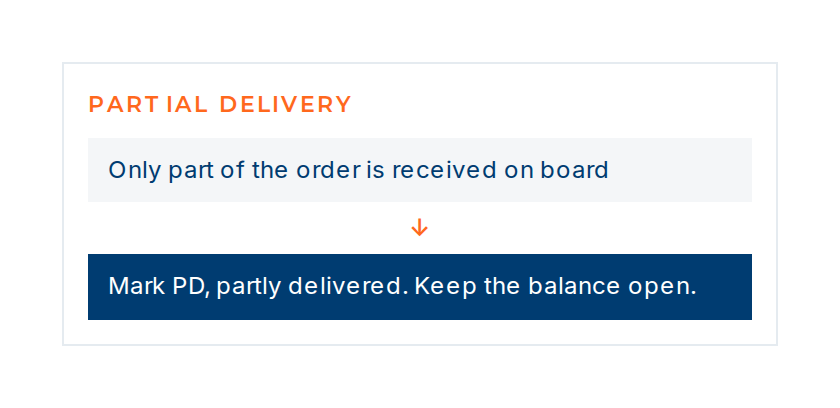 PARTIAL DELIVERY
Only part of the order is received on board
↓
Mark PD, partly delivered. Keep the balance open.